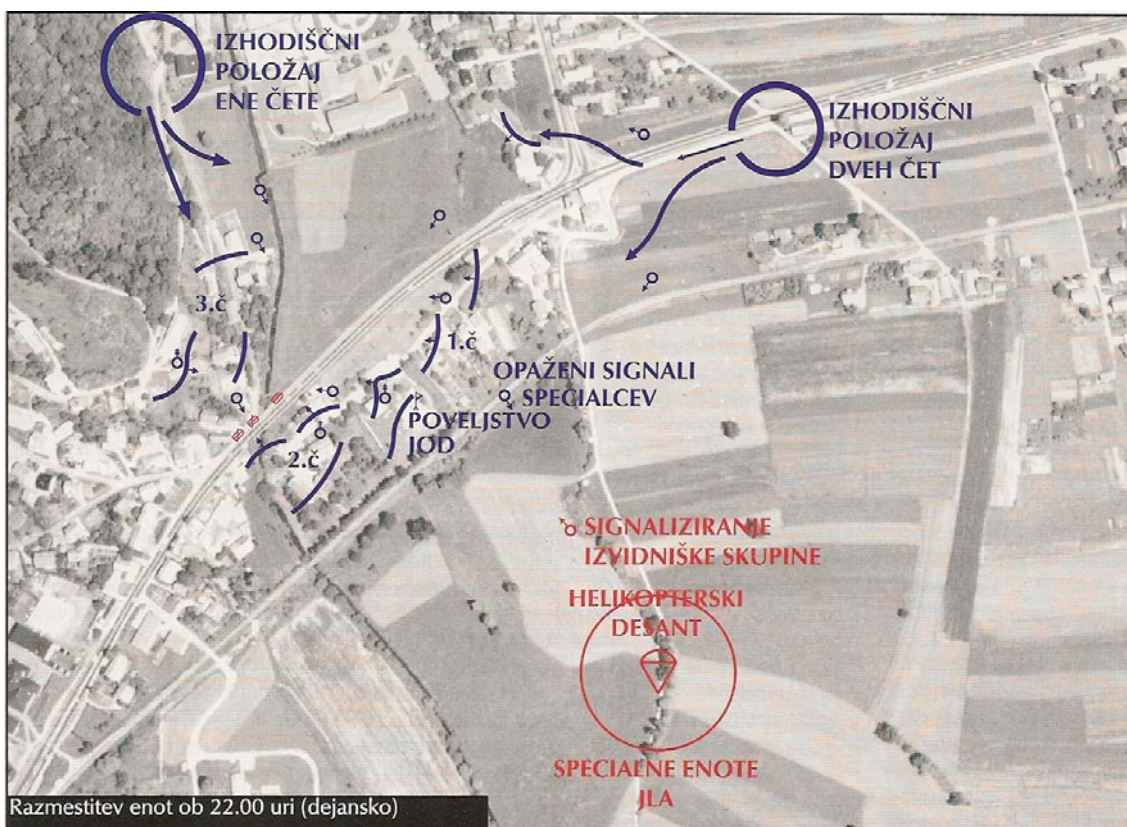 IZHODIŠČNI
POLOŽAJ
ENE ČETE
IZHODIŠČNI
POLOŽAJ
DVEH ČET
3.č
1.č
OPAŽENI SIGNALI
SPECIALCEV
POVELJSTVO
JOD
2.č
SIGNALIZIRANJE
IZVIDNIŠKE SKUPINE
HELIKOPTERSKI
DESANT
SPECIALNE ENOTE
JLA
Razmestitev enot ob 22.00 uri (dejansko)